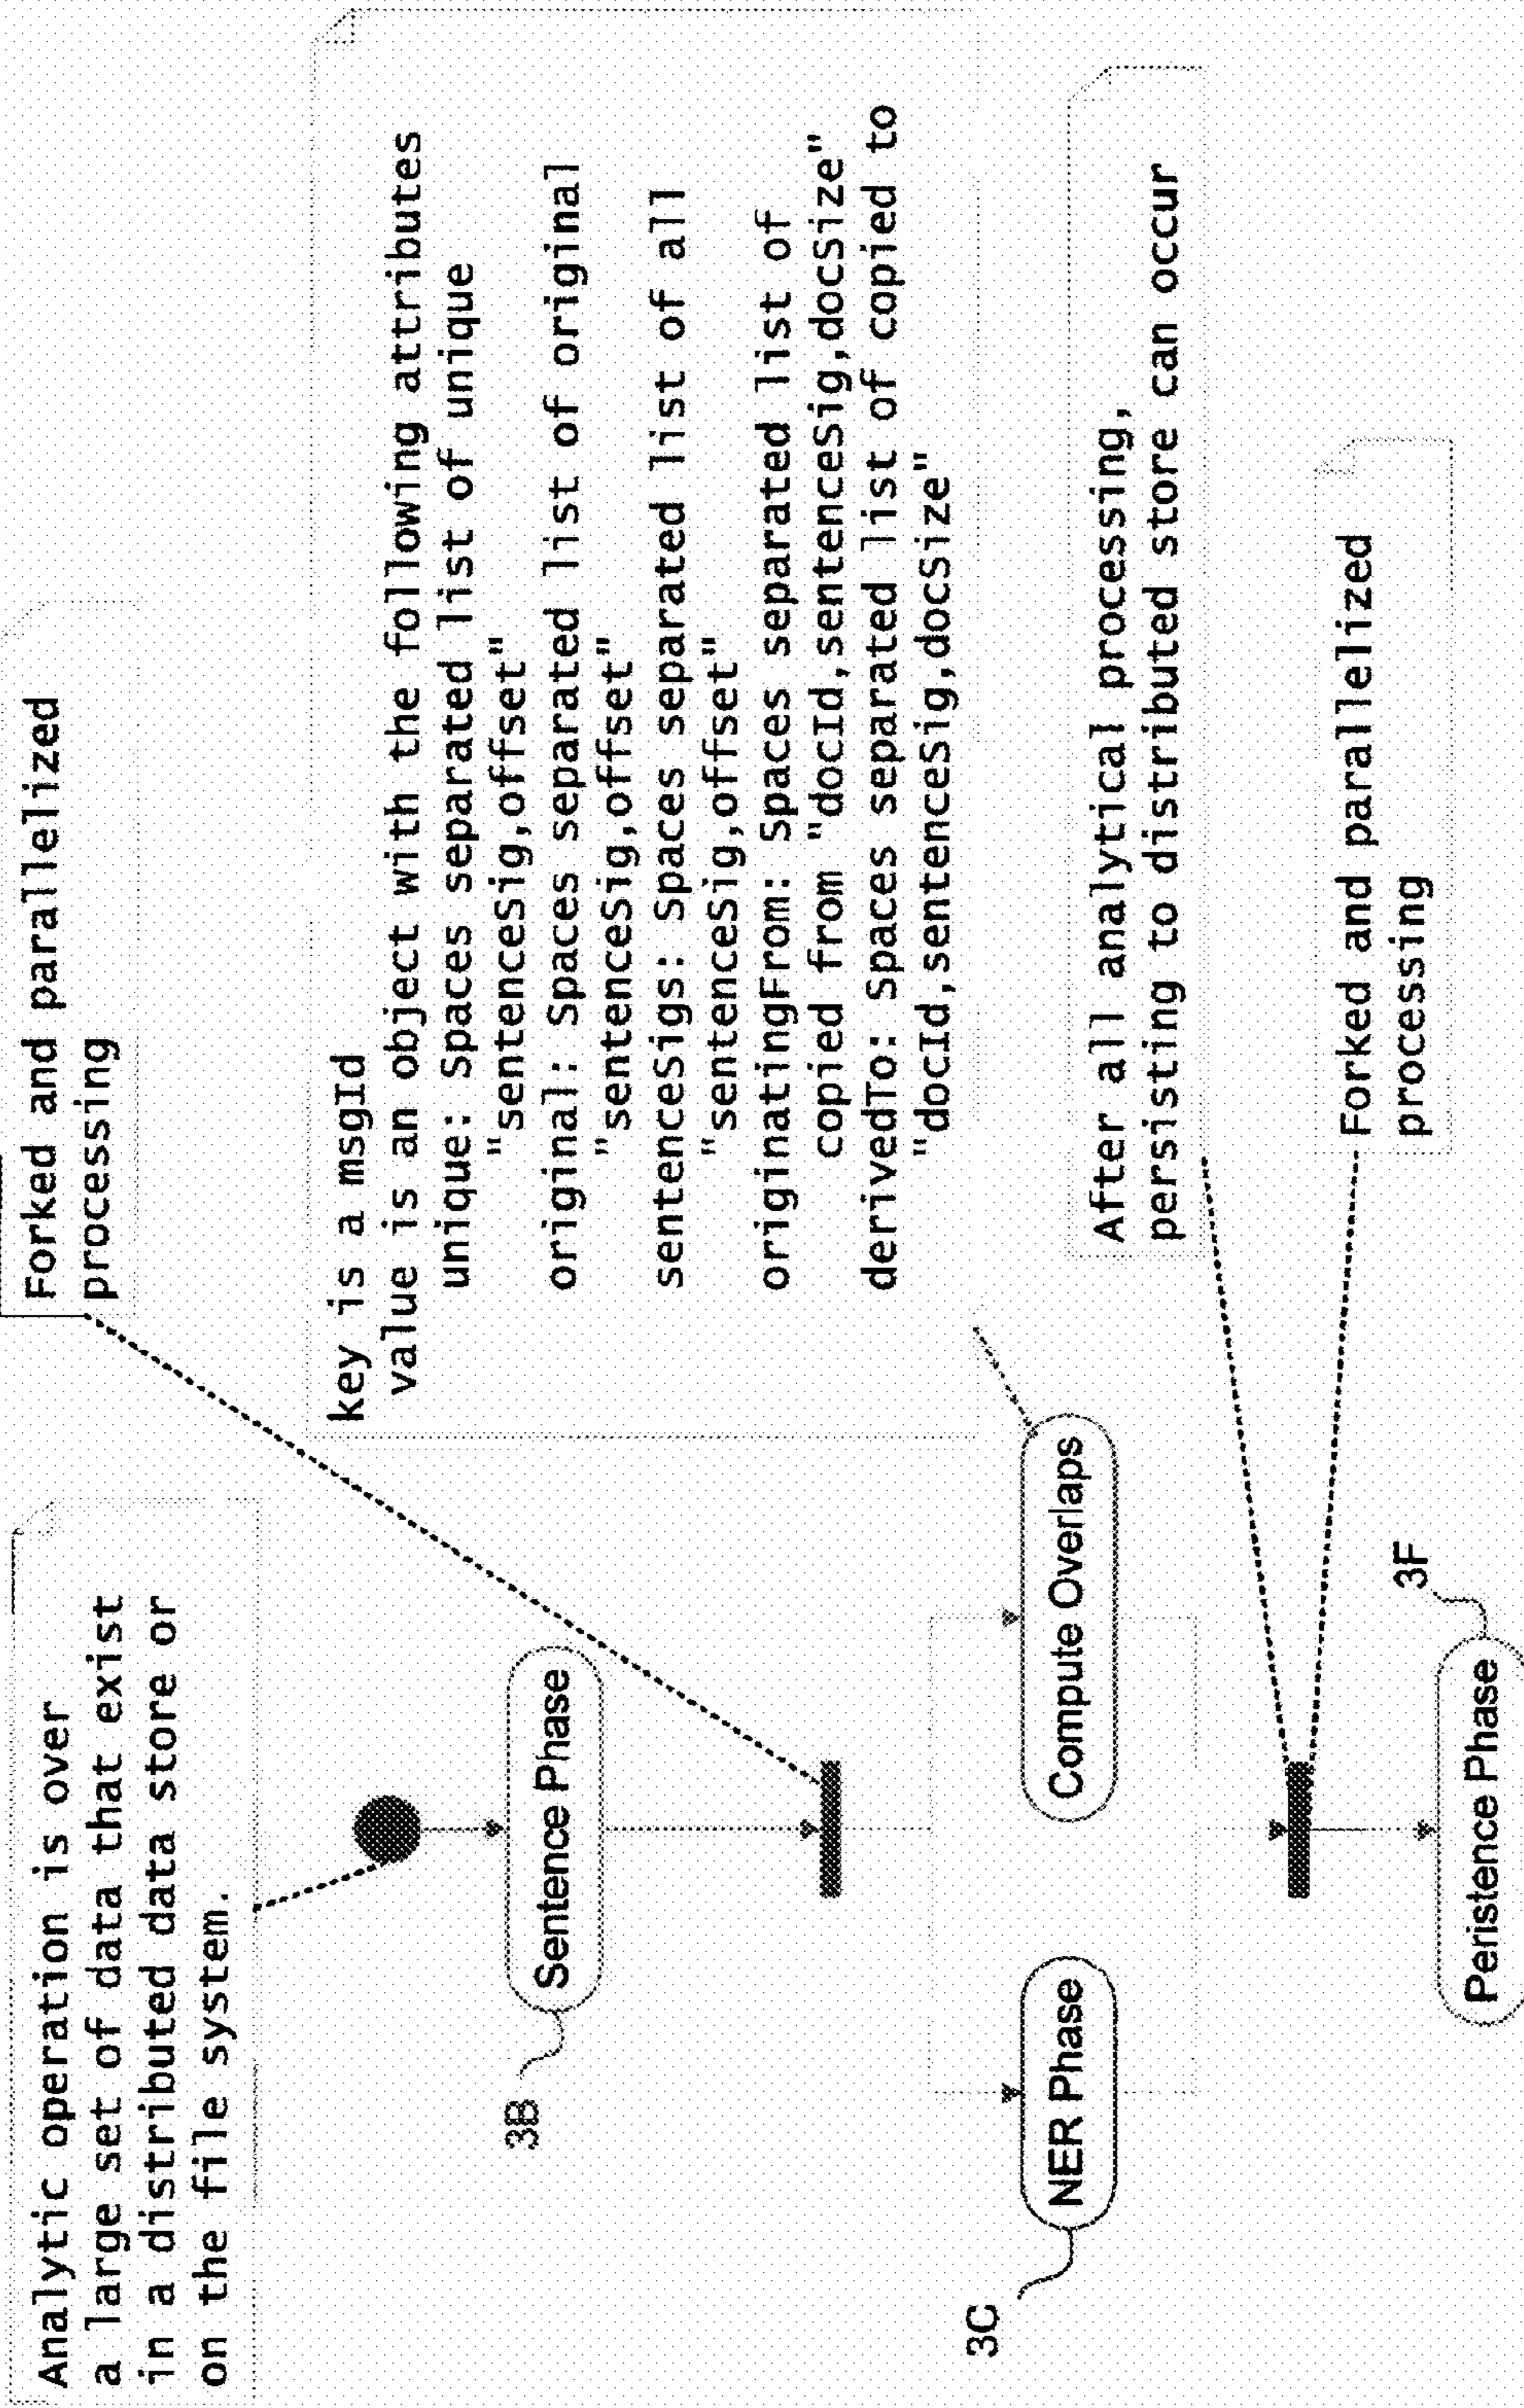 Analytic operation is over
a large set of data that exist
in a distributed data store or
on the file system.
Forked and parallelized
processing
3B
Sentence Phase
key is a msgId
value is an object with the following attributes
unique: Spaces separated list of unique
"sentenceSig,offset"
original: Spaces separated list of original
"sentenceSig,offset"
sentenceSigs: Spaces separated list of all
"sentenceSig,offset"
originatingFrom: Spaces separated list of
copied from "docId,sentenceSig,docSize"
derivedTo: Spaces separated list of copied to
"docId,sentenceSig,docSize"
3C
NER Phase
Compute Overlaps
After all analytical processing,
persisting to distributed store can occur
Forked and parallelized
processing
3F
Peristence Phase